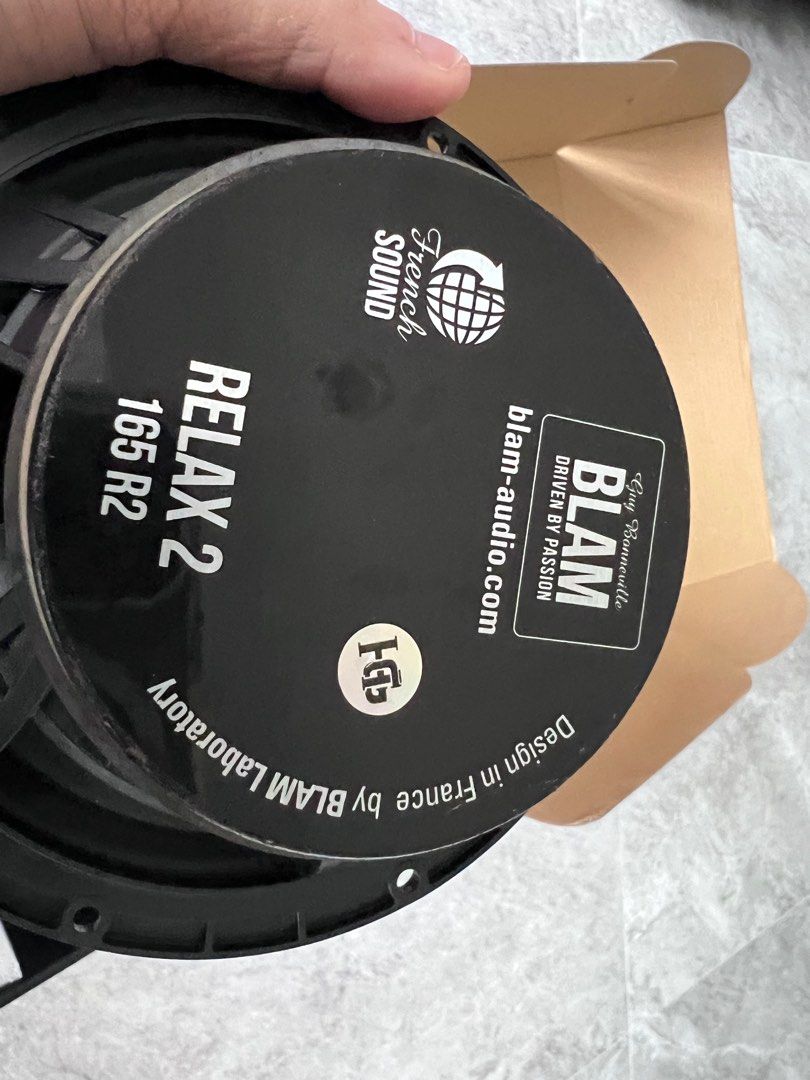 Guy Bonneville
BLAM
DRIVEN BY PASSION
blam-audio.com
French
SOUND
RELAX 2
165 R2
Design in France by BLAM Laboratory